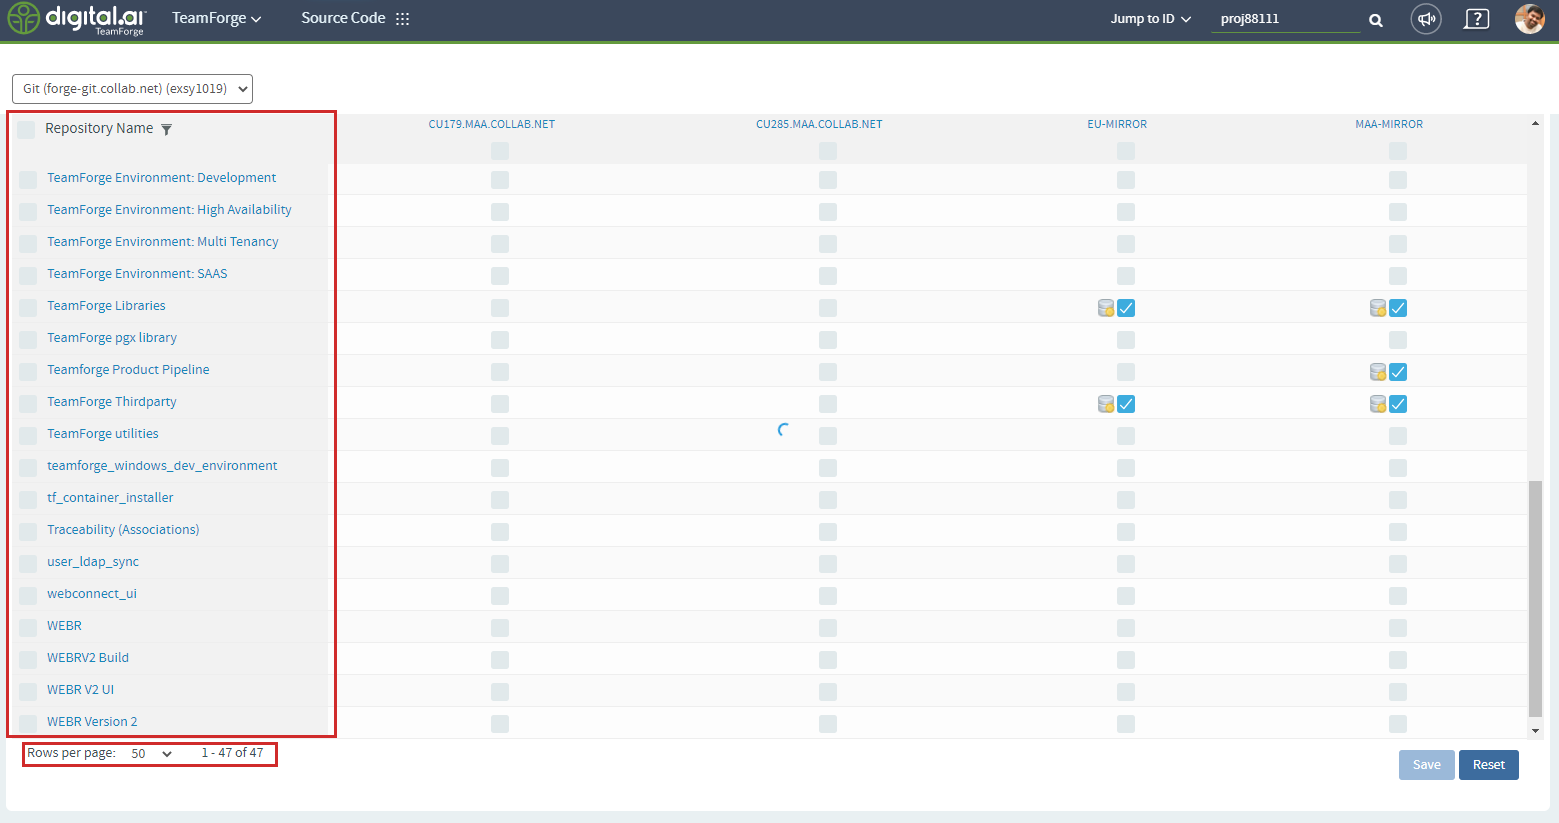 digital.ai TeamForge Source Code Jump to ID proj88111 ?
TeamForge
Git (forge-git.collab.net) (exsy1019)
Repository Name CU179.MAA.COLLAB.NET CU285.MAA.COLLAB.NET EU-MIRROR MAA-MIRROR
TeamForge Environment: Development
TeamForge Environment: High Availability
TeamForge Environment: Multi Tenancy
TeamForge Environment: SAAS
TeamForge Libraries
TeamForge pgx library
Teamforge Product Pipeline
TeamForge Thirdparty
TeamForge utilities
teamforge_windows_dev_environment
tf_container_installer
Traceability (Associations)
user_ldap_sync
webconnect_ui
WEBR
WEBRV2 Build
WEBR V2 UI
WEBR Version 2
Rows per page: 50 1 - 47 of 47
Save Reset